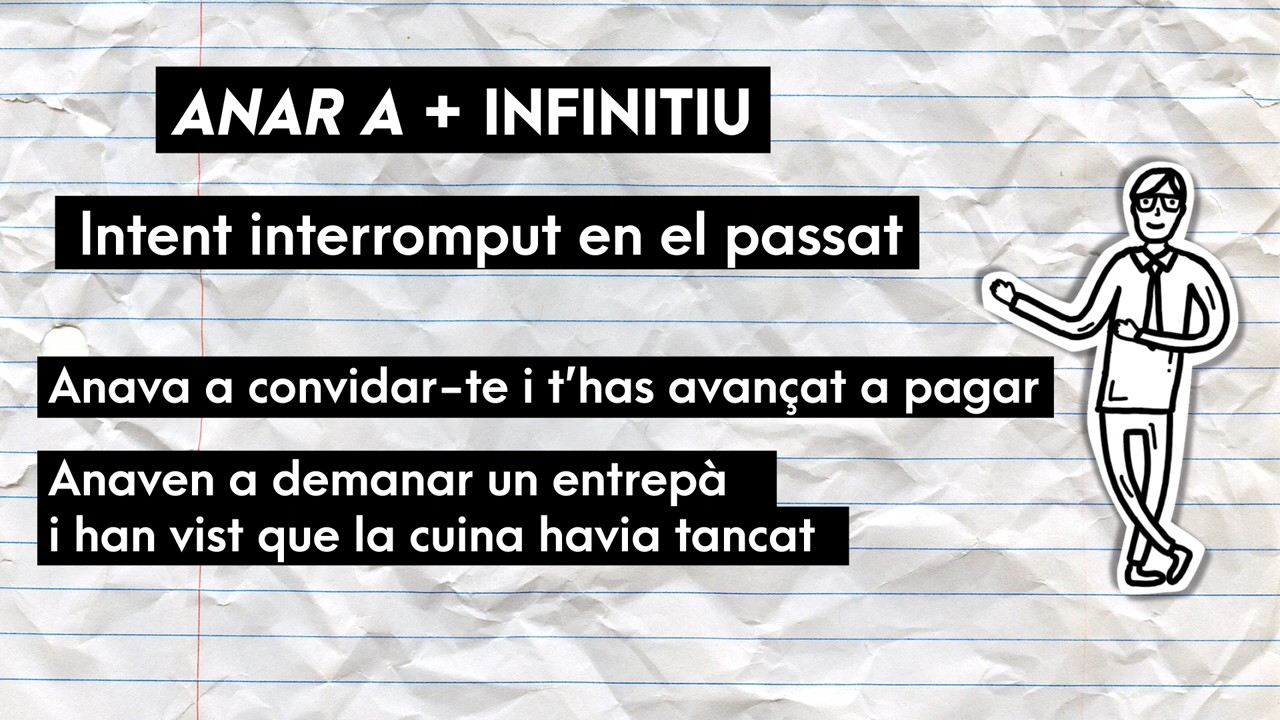 ANAR A + INFINITIU
Intent interromput en el passat
Anava a convidar-te i t'has avançat a pagar
Anaven a demanar un entrepà
i han vist que la cuina havia tancat